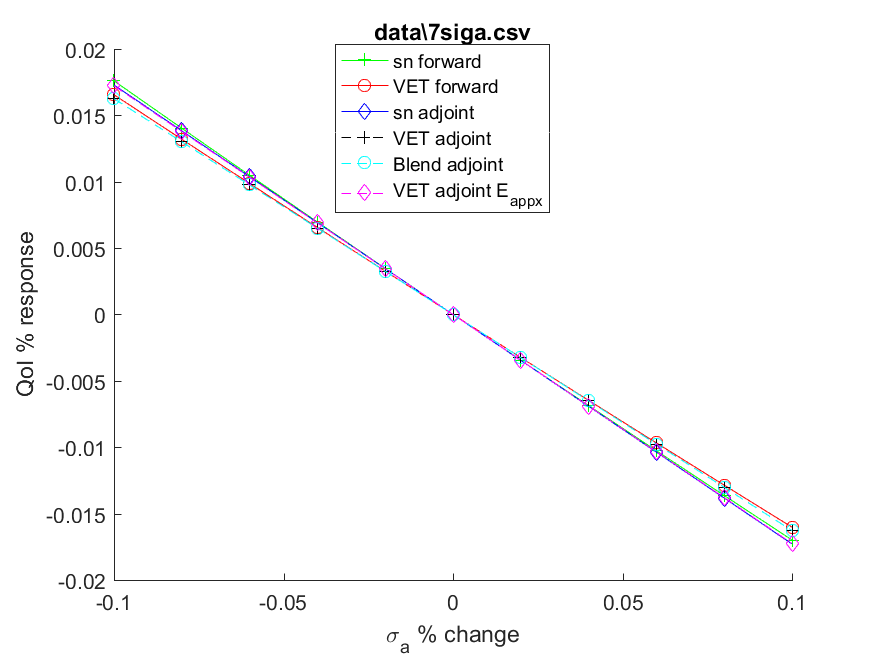 data\7siga.csv
sn forward
VET forward
sn adjoint
VET adjoint
Blend adjoint
VET adjoint E_appx
0.02
0.015
0.01
0.005
0
-0.005
-0.01
-0.015
-0.02
QoI % response
-0.1
-0.05
0
0.05
0.1
σ_a % change